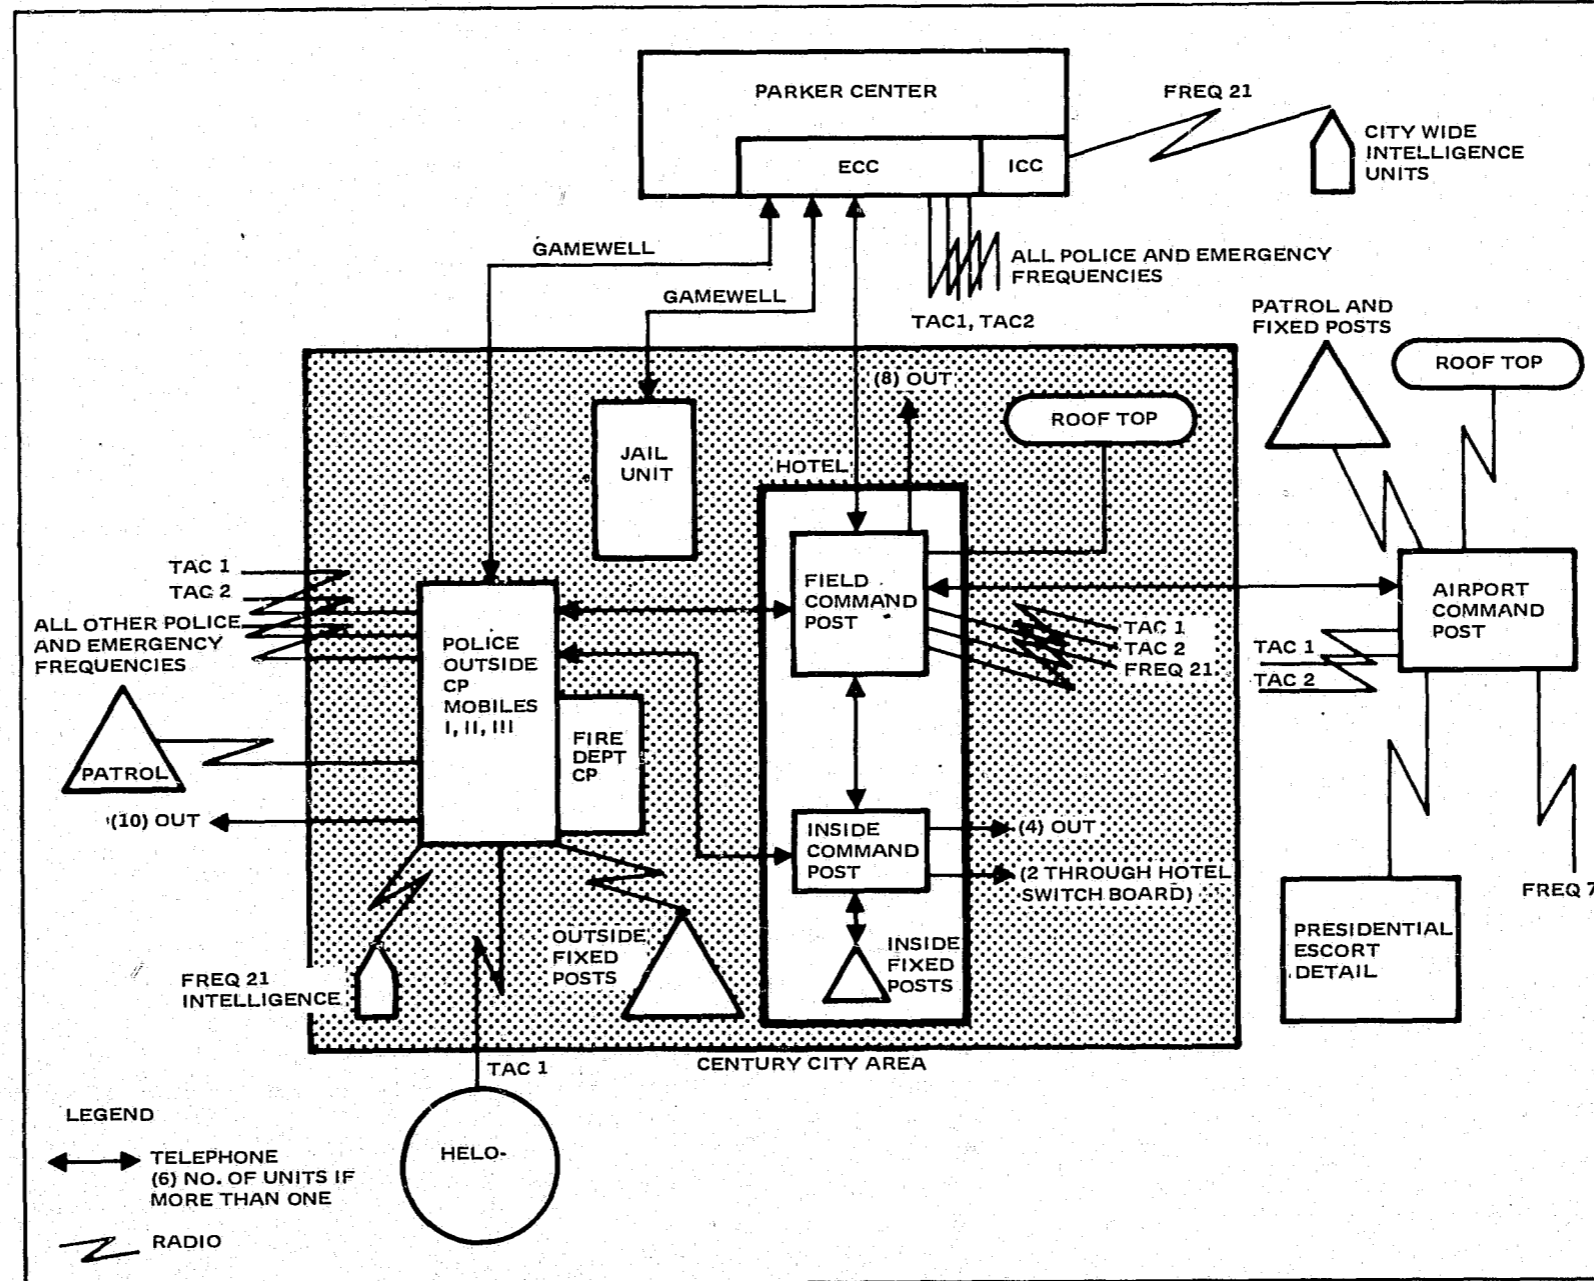 PARKER CENTER
FREQ 21
ECC
ICC
CITY WIDE
INTELLIGENCE
UNITS
GAMEWELL
GAMEWELL
ALL POLICE AND EMERGENCY
FREQUENCIES
TAC1, TAC2
PATROL AND
FIXED POSTS
ROOF TOP
(8) OUT
ROOF TOP
JAIL
UNIT
HOTEL
TAC 1
TAC 2
ALL OTHER POLICE
AND EMERGENCY
FREQUENCIES
POLICE
OUTSIDE
CP
MOBILES
I, II, III
FIELD
COMMAND
POST
TAC 1
TAC 2
FREQ 21
AIRPORT
COMMAND
POST
TAC 1
TAC 2
FIRE
DEPT
CP
PATROL
(10) OUT
INSIDE
COMMAND
POST
(4) OUT
(2 THROUGH HOTEL
SWITCH BOARD)
FREQ 7
OUTSIDE
FIXED
POSTS
INSIDE
FIXED
POSTS
PRESIDENTIAL
ESCORT
DETAIL
FREQ 21
INTELLIGENCE
CENTURY CITY AREA
TAC 1
HELO-
LEGEND
TELEPHONE
(6) NO. OF UNITS IF
MORE THAN ONE
RADIO